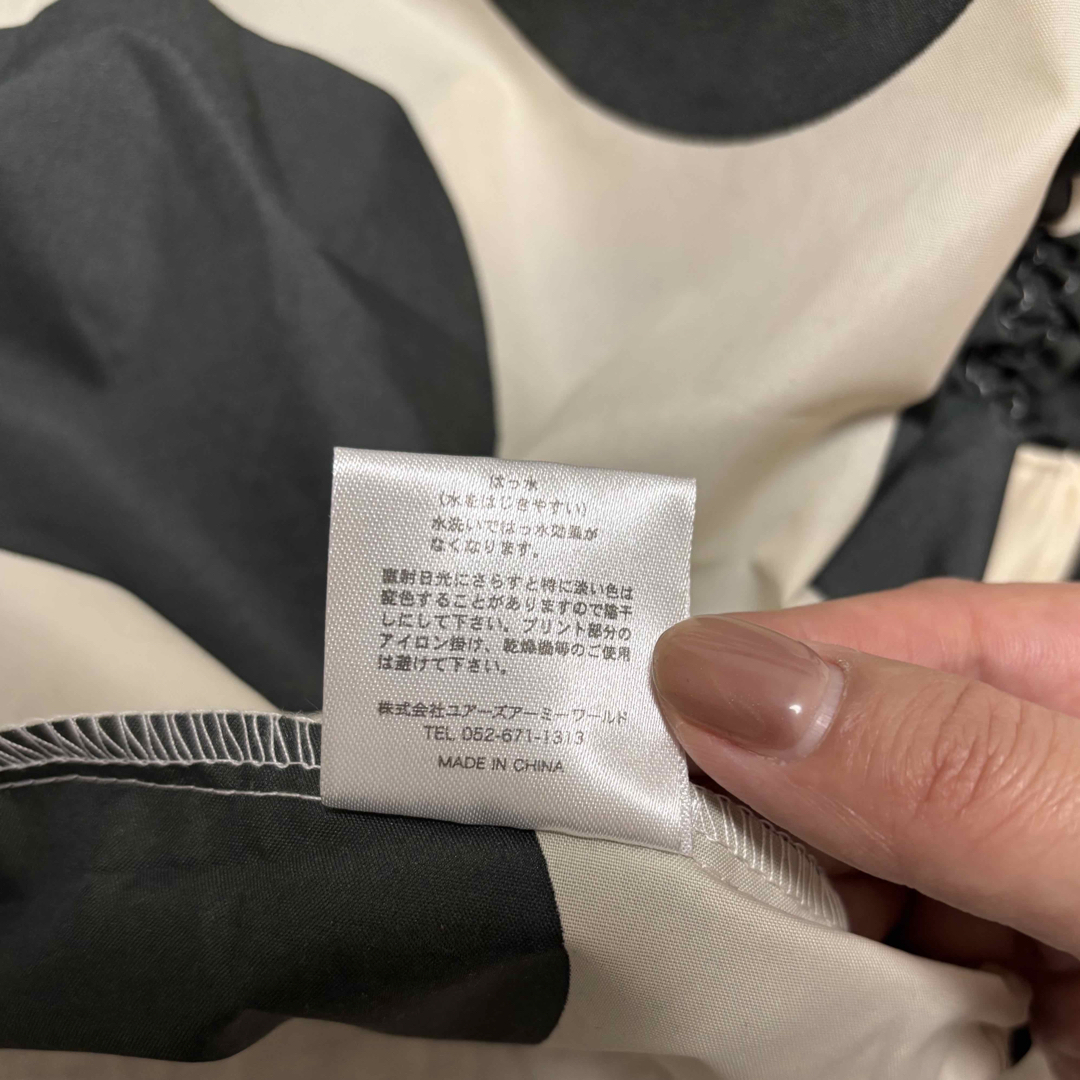 はっ水
(水をはじきやすい)
水洗いではっ水効果が
なくなります。
直射日光にさらすと特に淡い色は
変色することがありますので陰干
しにして下さい。プリント部分の
アイロン掛け、乾燥機等のご使用
は避けて下さい。
株式会社ユアーズアーミーワールド
TEL 052-671-1313
MADE IN CHINA